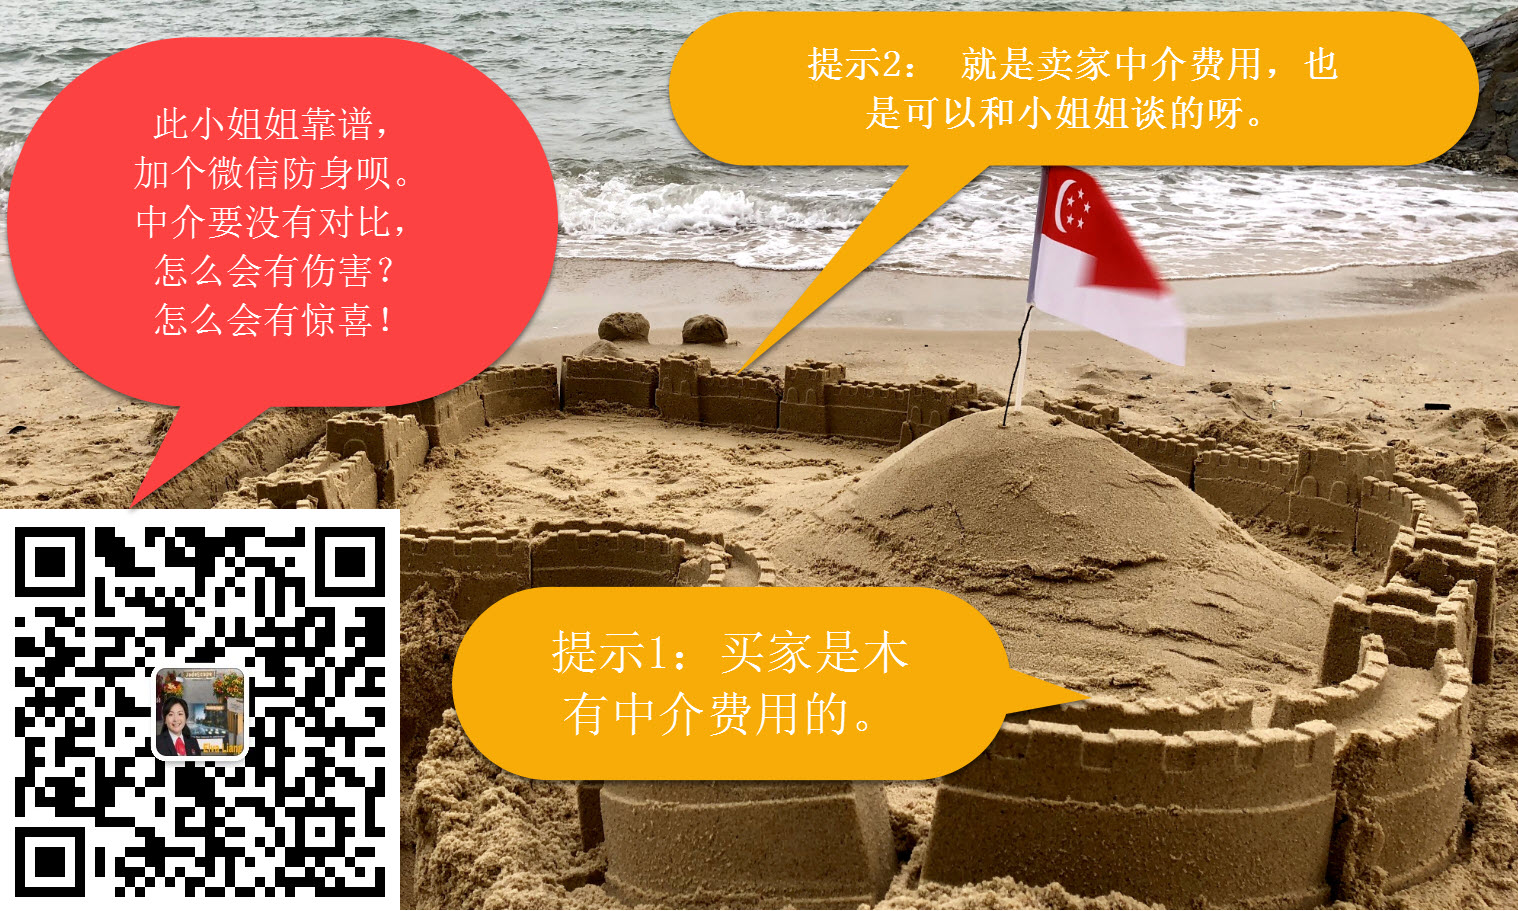 此小姐姐靠谱，
加个微信防身呗。
中介要没有对比，
怎么会有伤害？
怎么会有惊喜！
提示2： 就是卖家中介费用，也
是可以和小姐姐谈的呀。
提示1：买家是木
有中介费用的。
Elva Liang